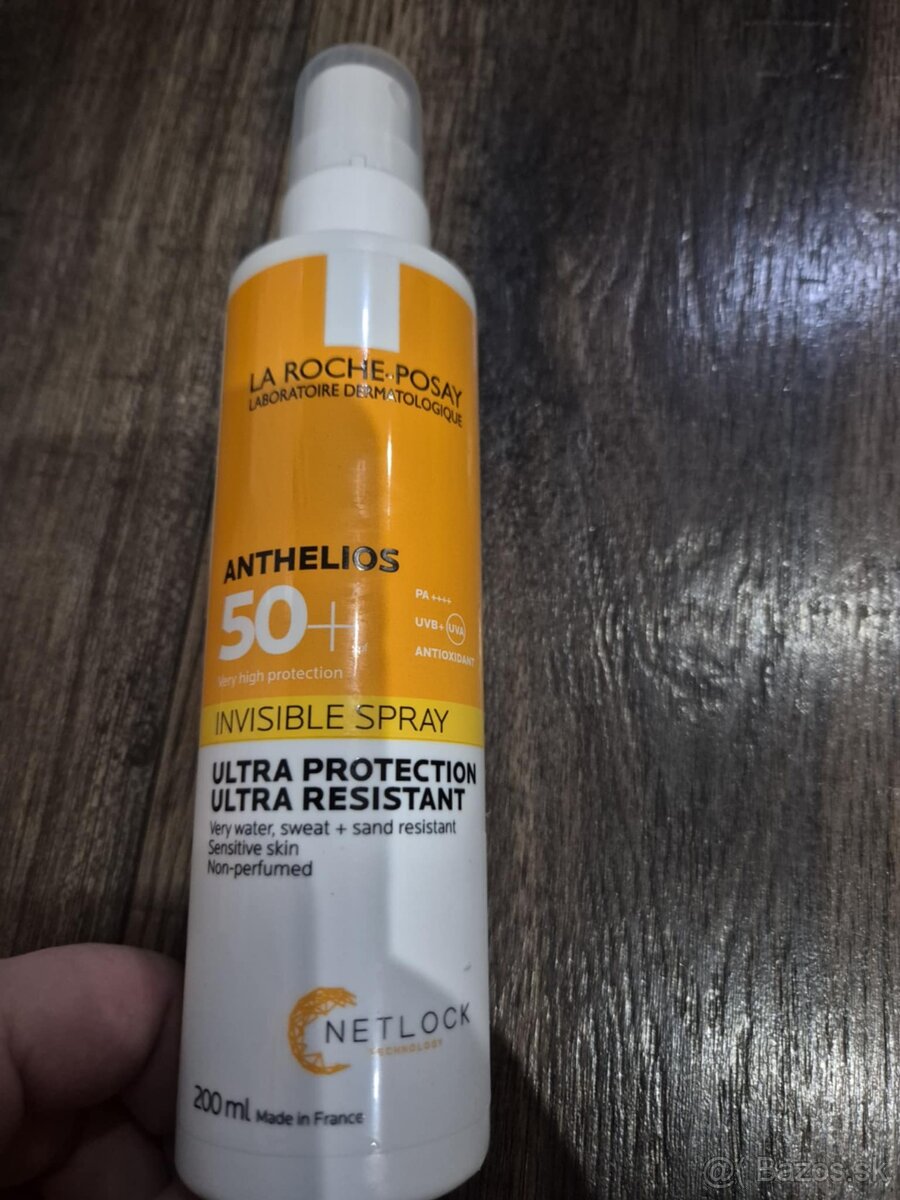 LA ROCHE-POSAY
LABORATOIRE DERMATOLOGIQUE
ANTHELIOS
50+
PA ++++
UVB+ UVA
ANTIOXIDANT
Very high protection
INVISIBLE SPRAY
ULTRA PROTECTION
ULTRA RESISTANT
Very water, sweat + sand resistant
Sensitive skin
Non-perfumed
NETLOCK
TECHNOLOGY
200 ml Made in France
@ Bazos.sk